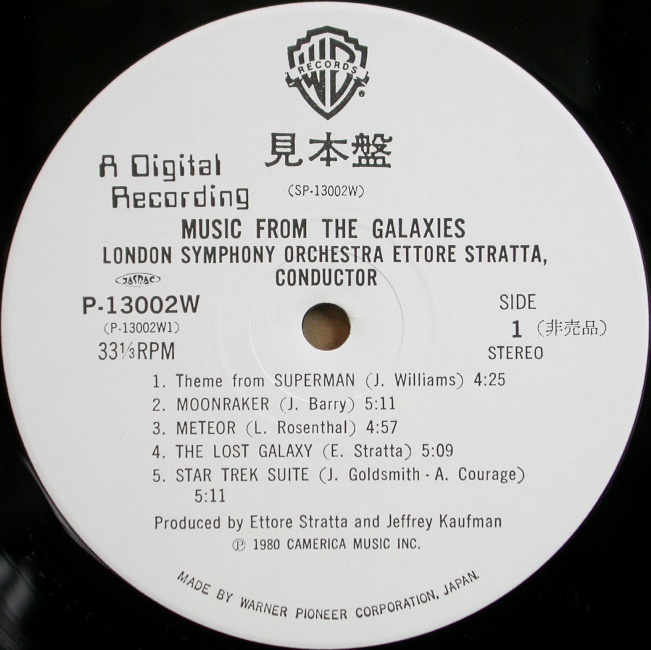 WB
RECORDS
®
見本盤
A Digital
Recording
(SP-13002W)
MUSIC FROM THE GALAXIES
LONDON SYMPHONY ORCHESTRA ETTORE STRATTA,
CONDUCTOR
JASRAC
P-13002W
(P-13002W1)
33⅓RPM
SIDE
1 (非売品)
STEREO
1. Theme from SUPERMAN (J. Williams) 4:25
2. MOONRAKER (J. Barry) 5:11
3. METEOR (L. Rosenthal) 4:57
4. THE LOST GALAXY (E. Stratta) 5:09
5. STAR TREK SUITE (J. Goldsmith · A. Courage)
5:11
Produced by Ettore Stratta and Jeffrey Kaufman
℗ 1980 CAMERICA MUSIC INC.
MADE BY WARNER PIONEER CORPORATION, JAPAN.